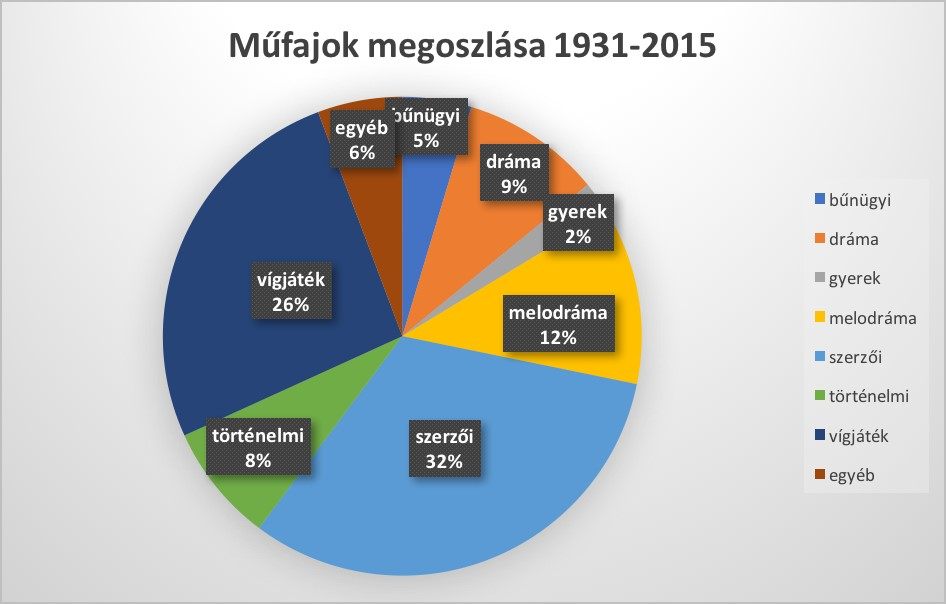 Műfajok megoszlása 1931-2015
egyéb
6%
bűnügyi
5%
dráma
9%
gyerek
2%
melodráma
12%
szerzői
32%
történelmi
8%
vígjáték
26%
bűnügyi
dráma
gyerek
melodráma
szerzői
történelmi
vígjáték
egyéb